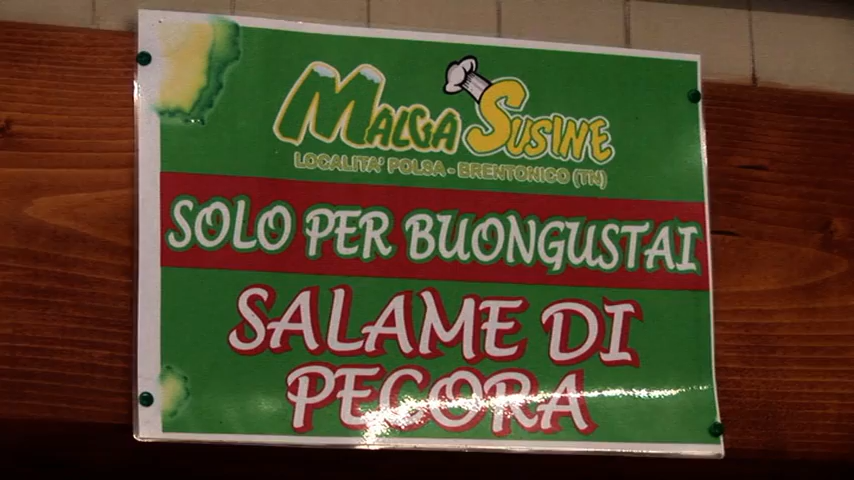 MALGA SUSINE
LOCALITA' POLSA - BRENTONICO (TN)
SOLO PER BUONGUSTAI
SALAME DI
PECORA